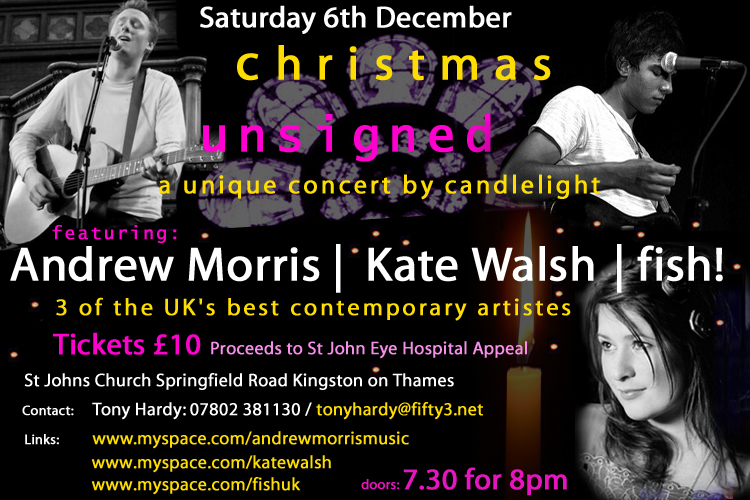 Saturday 6th December
christmas
unsigned
a unique concert by candlelight
featuring:
Andrew Morris | Kate Walsh | fish!
3 of the UK's best contemporary artistes
Tickets £10 Proceeds to St John Eye Hospital Appeal
St Johns Church Springfield Road Kingston on Thames
Contact: Tony Hardy: 07802 381130 / tonyhardy@fifty3.net
Links: www.myspace.com/andrewmorrismusic
www.myspace.com/katewalsh
www.myspace.com/fishuk
doors: 7.30 for 8pm